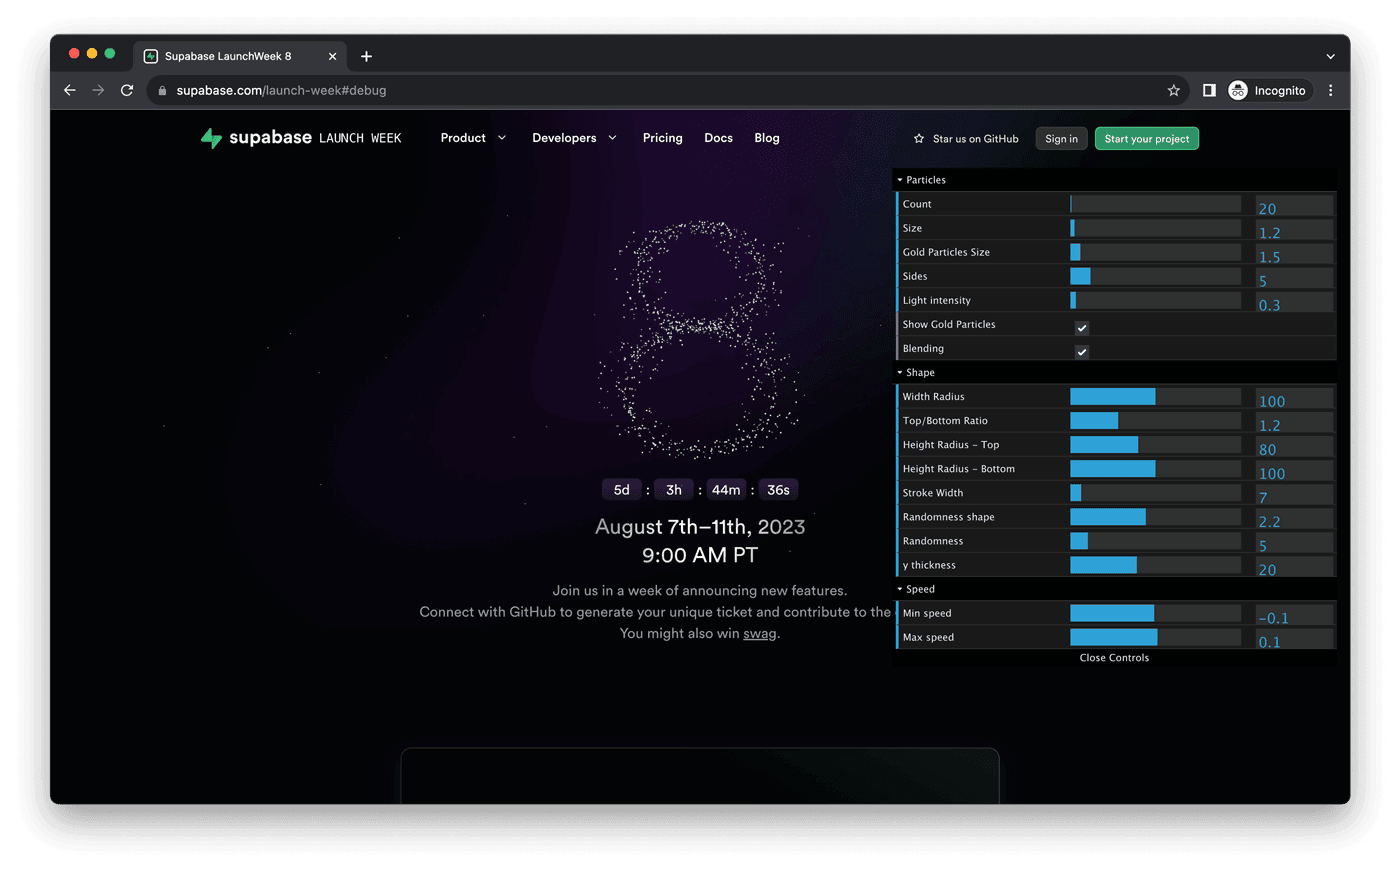 Supabase LaunchWeek 8
supabase.com/launch-week#debug
Incognito
supabase LAUNCH WEEK
Product
Developers
Pricing
Docs
Blog
Star us on GitHub
Sign in
Start your project
Particles
Count 20
Size 1.2
Gold Particles Size 1.5
Sides 5
Light intensity 0.3
Show Gold Particles
Blending
Shape
Width Radius 100
Top/Bottom Ratio 1.2
Height Radius - Top 80
Height Radius - Bottom 100
Stroke Width 7
Randomness shape 2.2
Randomness 5
y thickness 20
Speed
Min speed -0.1
Max speed 0.1
Close Controls
8
5d : 3h : 44m : 36s
August 7th–11th, 2023
9:00 AM PT
Join us in a week of announcing new features.
Connect with GitHub to generate your unique ticket and contribute to the
You might also win swag.